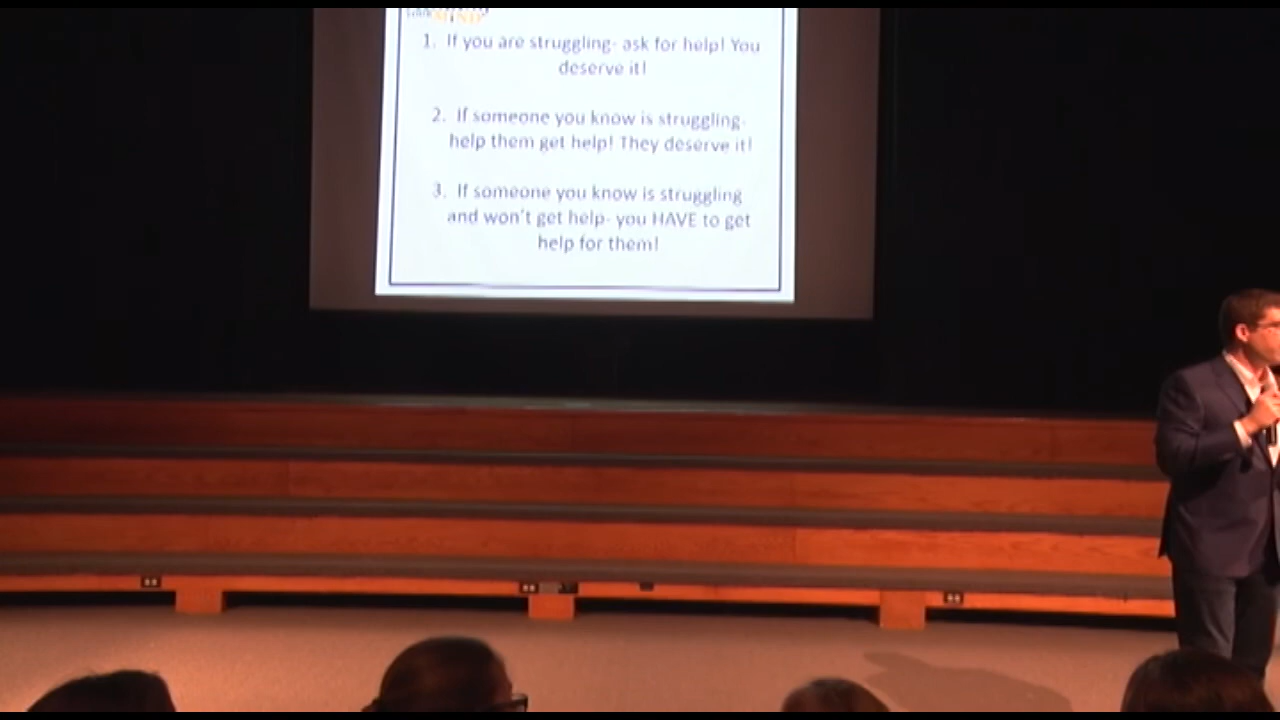 MIND
1. If you are struggling- ask for help! You
deserve it!
2. If someone you know is struggling-
help them get help! They deserve it!
3. If someone you know is struggling
and won't get help- you HAVE to get
help for them!